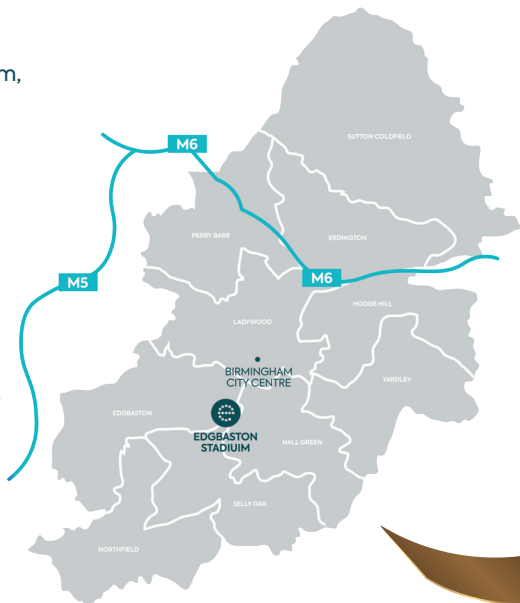 m,
SUTTON COLDFIELD
M6
PERRY BARR
ERDINGTON
M5
M6
HODGE HILL
LADYWOOD
BIRMINGHAM
CITY CENTRE
YARDLEY
EDGBASTON
EDGBASTON
STADIUIM
HALL GREEN
SELLY OAK
NORTHFIELD